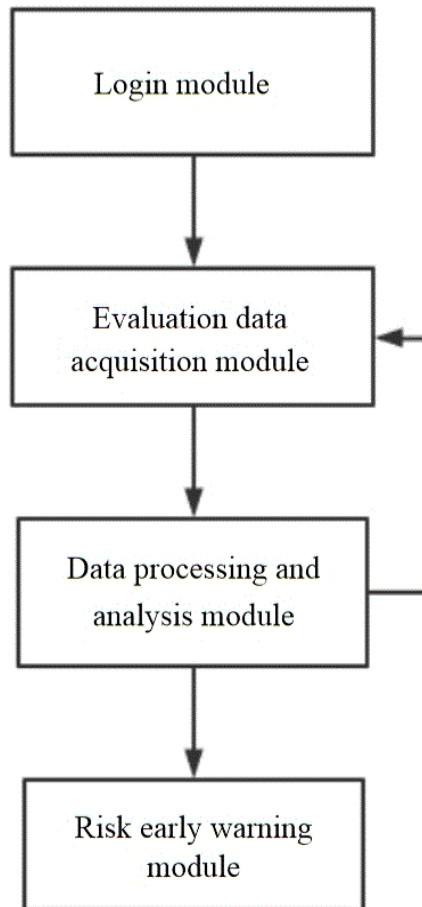 Login module
Evaluation data
acquisition module
Data processing and
analysis module
Risk early warning
module